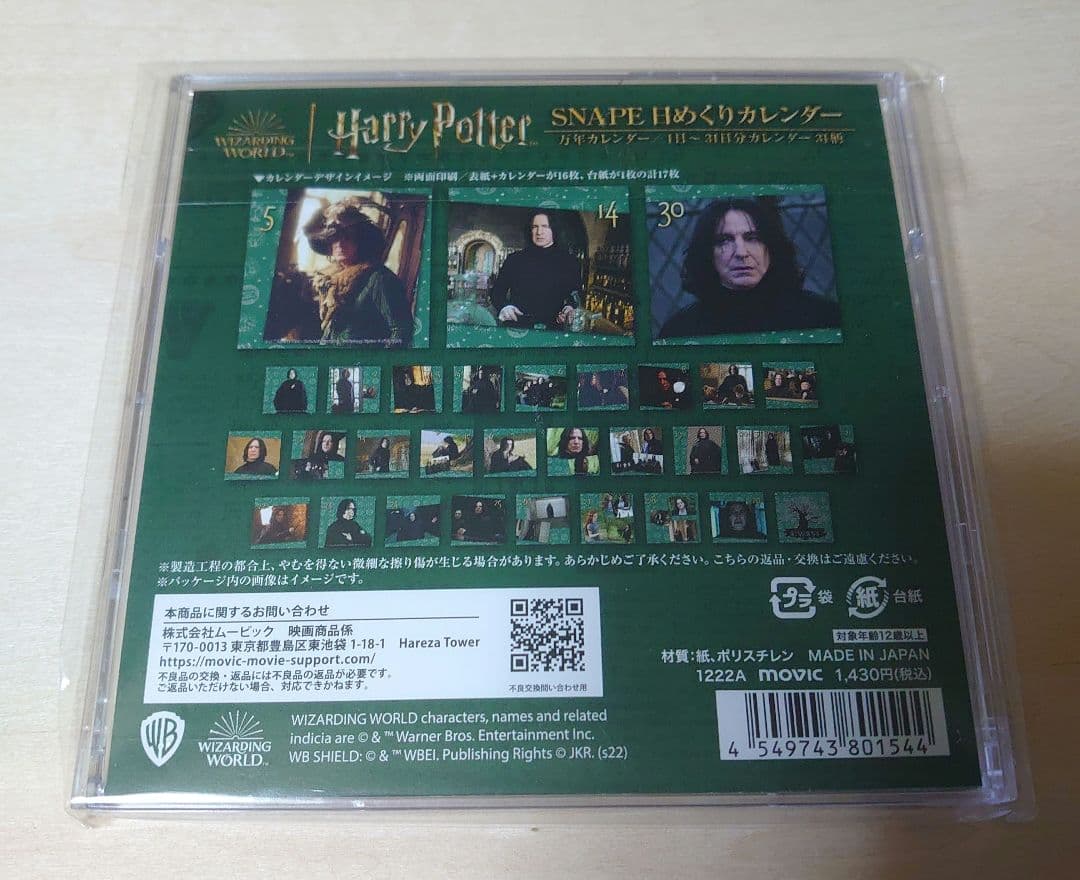 WIZARDING WORLD™
Harry Potter™
SNAPE 日めくりカレンダー
万年カレンダー/1日~31日分カレンダー31柄
▼カレンダーデザインイメージ ※両面印刷/表紙+カレンダーが16枚、台紙が1枚の計17枚
5
14
30
※製造工程の都合上、やむを得ない微細な擦り傷が生じる場合があります。あらかじめご了承ください。こちらの返品・交換はご遠慮ください。
※パッケージ内の画像はイメージです。
本商品に関するお問い合わせ
株式会社ムービック 映画商品係
〒170-0013 東京都豊島区東池袋 1-18-1 Hareza Tower
https://movic-movie-support.com/
不良品の交換・返品には不良品の返品が必要です。
ご返品いただけない場合、対応できかねます。
不良交換問い合わせ用
プラ 袋
紙 台紙
対象年齢12歳以上
材質:紙、ポリスチレン MADE IN JAPAN
1222A movic 1,430円(税込)
4 549743 801544
WB
WIZARDING WORLD™
WIZARDING WORLD characters, names and related
indicia are © & ™ Warner Bros. Entertainment Inc.
WB SHIELD: © & ™ WBEI. Publishing Rights © JKR. (s22)